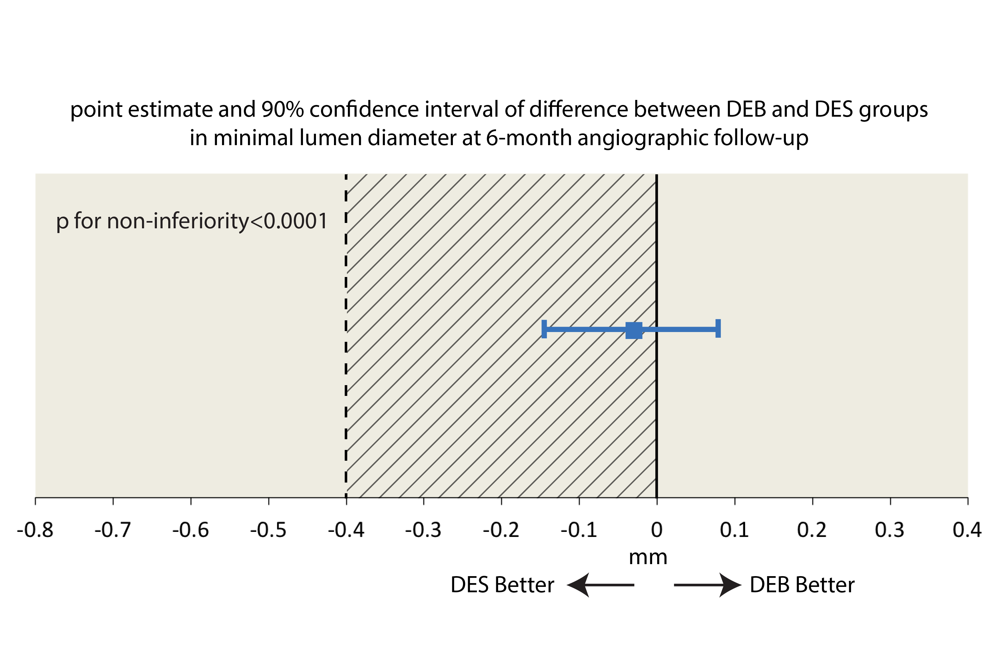 point estimate and 90% confidence interval of difference between DEB and DES groups
in minimal lumen diameter at 6-month angiographic follow-up
p for non-inferiority<0.0001
-0.8 -0.7 -0.6 -0.5 -0.4 -0.3 -0.2 -0.1 0 0.1 0.2 0.3 0.4
mm
DES Better DEB Better